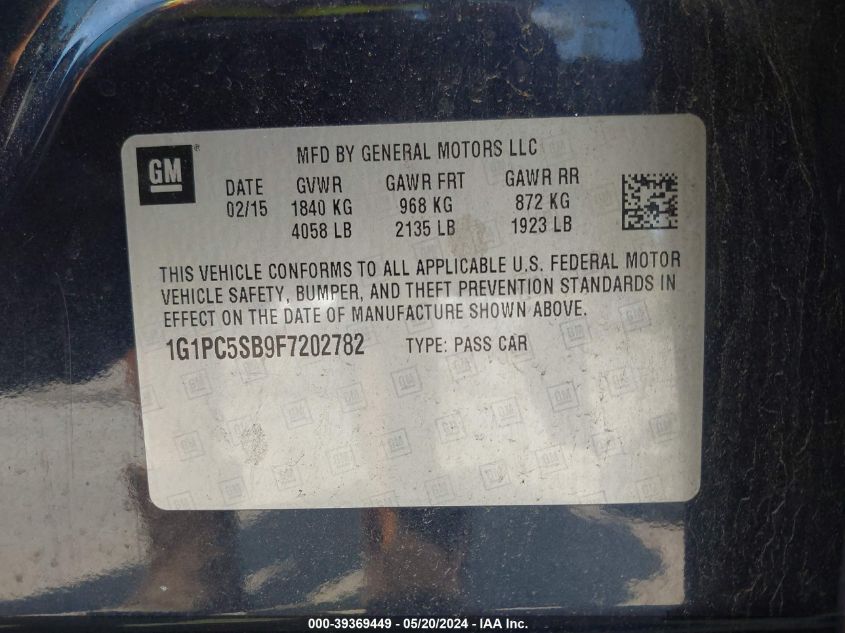 GM
MFD BY GENERAL MOTORS LLC
DATE GVWR GAWR FRT GAWR RR
02/15 1840 KG 968 KG 872 KG
4058 LB 2135 LB 1923 LB
THIS VEHICLE CONFORMS TO ALL APPLICABLE U.S. FEDERAL MOTOR
VEHICLE SAFETY, BUMPER, AND THEFT PREVENTION STANDARDS IN
EFFECT ON THE DATE OF MANUFACTURE SHOWN ABOVE.
1G1PC5SB9F7202782 TYPE: PASS CAR
000-39369449 - 05/20/2024 - IAA Inc.